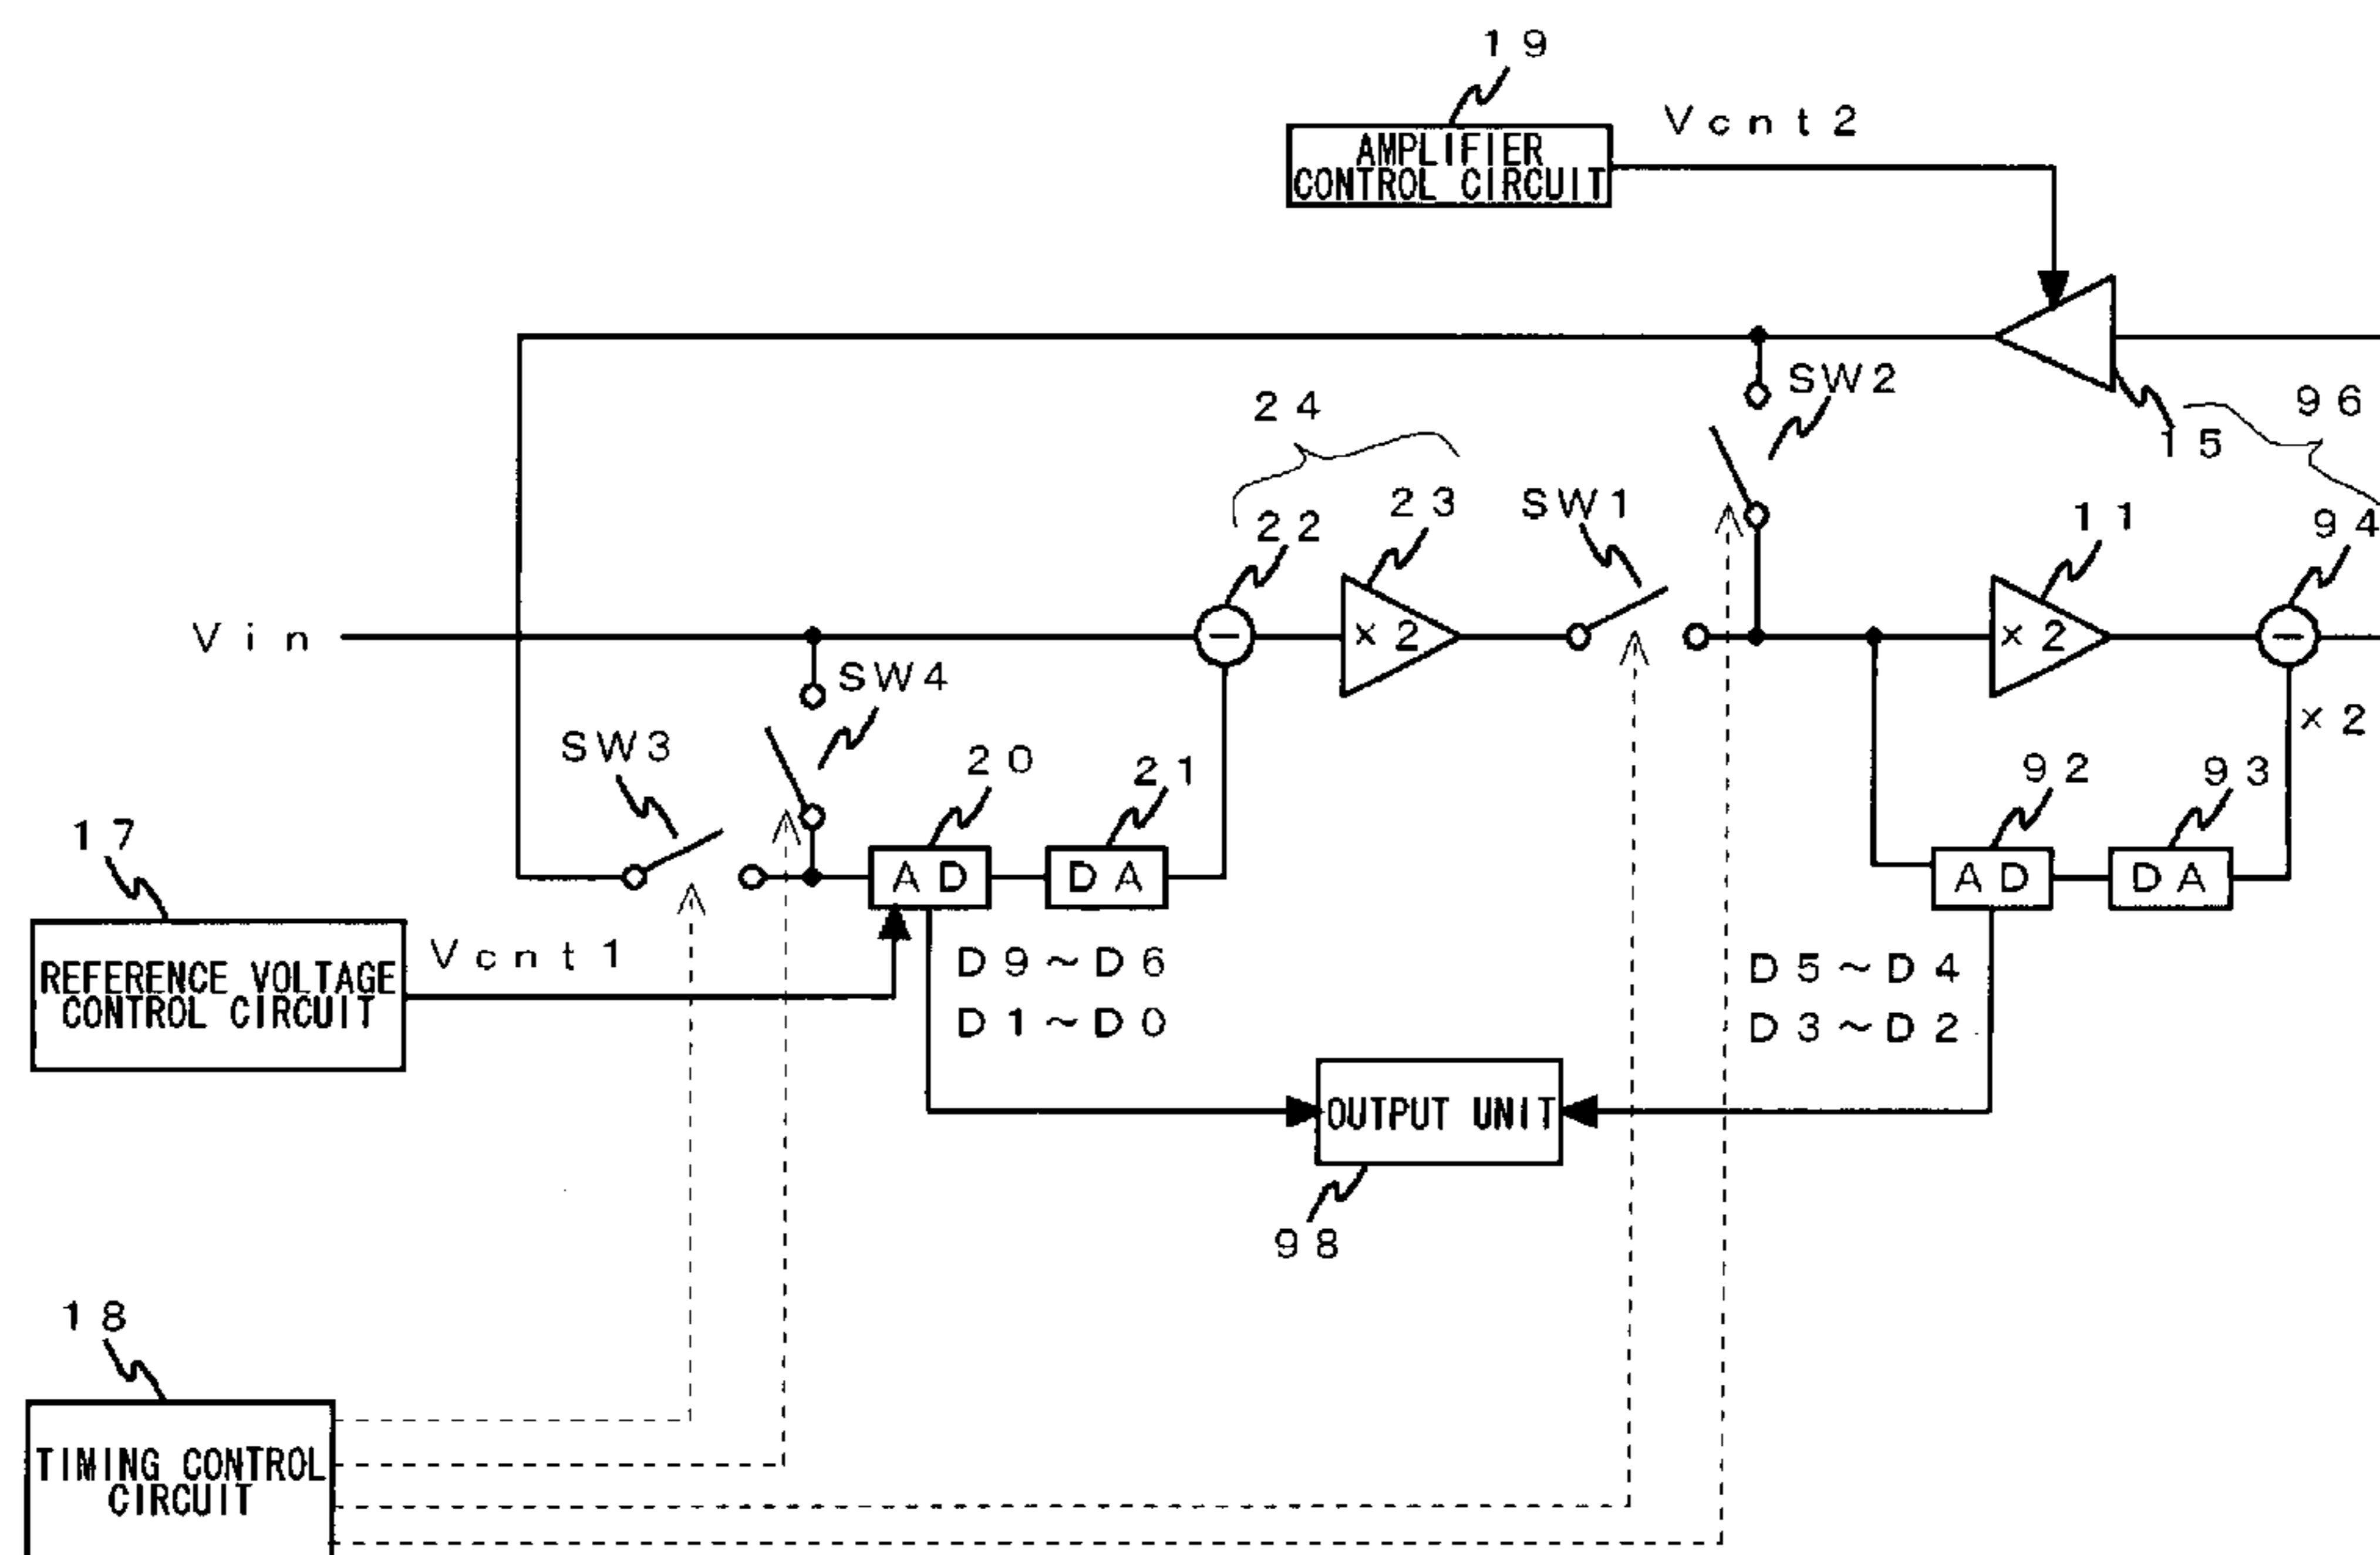 19
Vcnt2
AMPLIFIER
CONTROL CIRCUIT
SW2
24
96
15
22
23
SW1
11
94
Vin
×2
×2
SW4
×2
SW3
20
21
92
93
17
AD
DA
AD
DA
REFERENCE VOLTAGE
CONTROL CIRCUIT
Vcnt1
D9~D6
D1~D0
D5~D4
D3~D2
OUTPUT UNIT
98
18
TIMING CONTROL
CIRCUIT